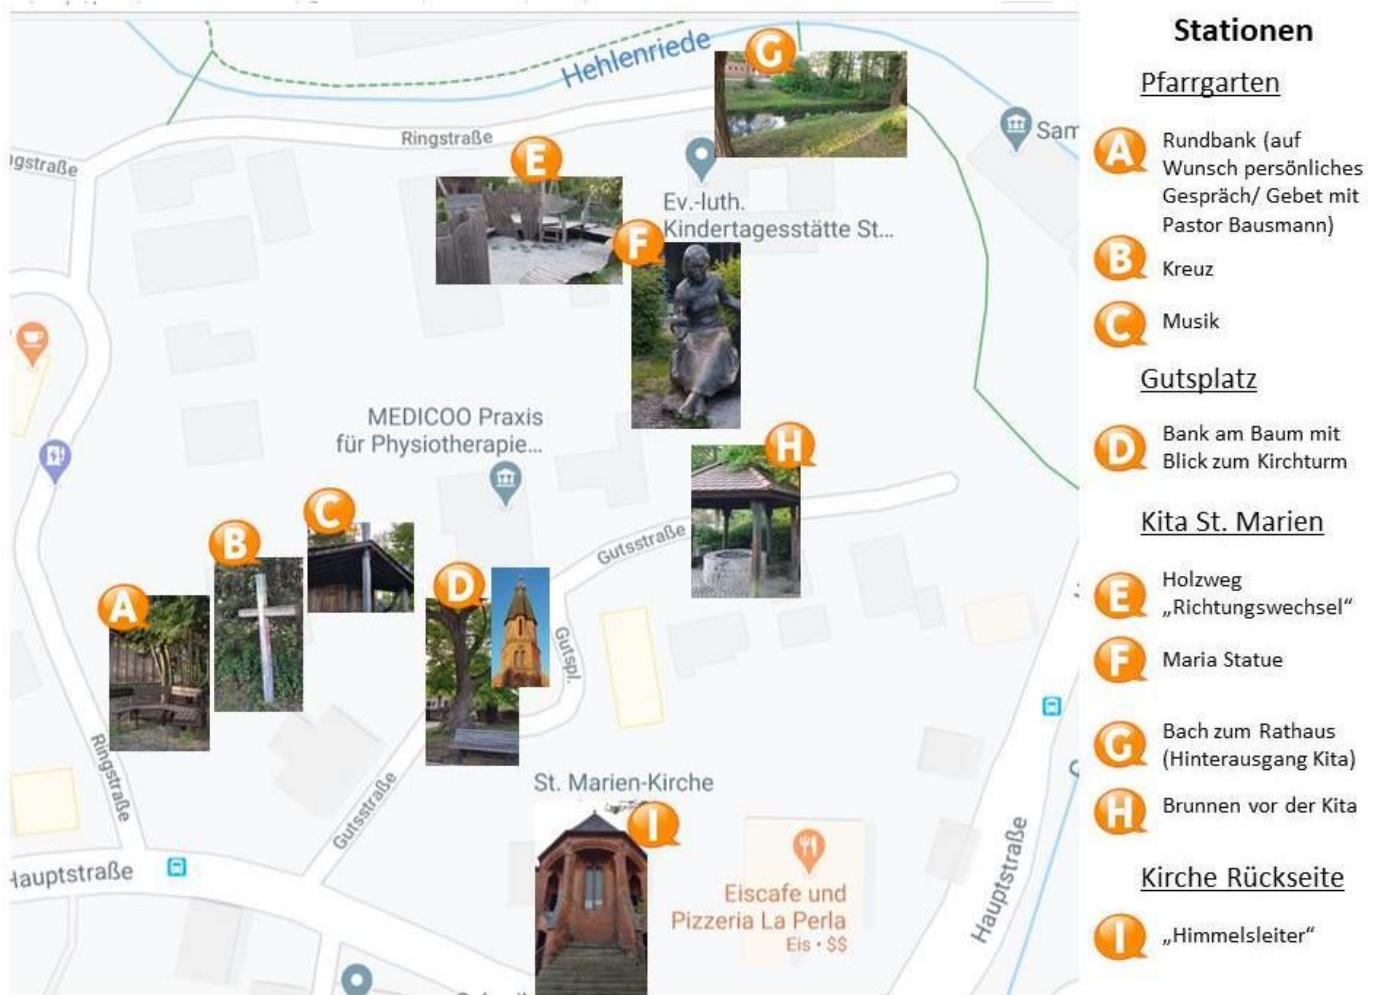 Hehlenriede
G
Ringstraße
E
Sam
Ev.-luth.
Kindertagesstätte St...
F
MEDICOO Praxis
für Physiotherapie...
H
C
B
Gutsstraße
A
D
Gutspl.
Ringstraße
St. Marien-Kirche
Gutsstraße
I
Hauptstraße
Eiscafe und
Pizzeria La Perla
Eis · $$
Hauptstraße
Stationen
Pfarrgarten
A Rundbank (auf
Wunsch persönliches
Gespräch/ Gebet mit
Pastor Bausmann)
B Kreuz
C Musik
Gutsplatz
D Bank am Baum mit
Blick zum Kirchturm
Kita St. Marien
E Holzweg
„Richtungswechsel“
F Maria Statue
G Bach zum Rathaus
(Hinterausgang Kita)
H Brunnen vor der Kita
Kirche Rückseite
I „Himmelsleiter“